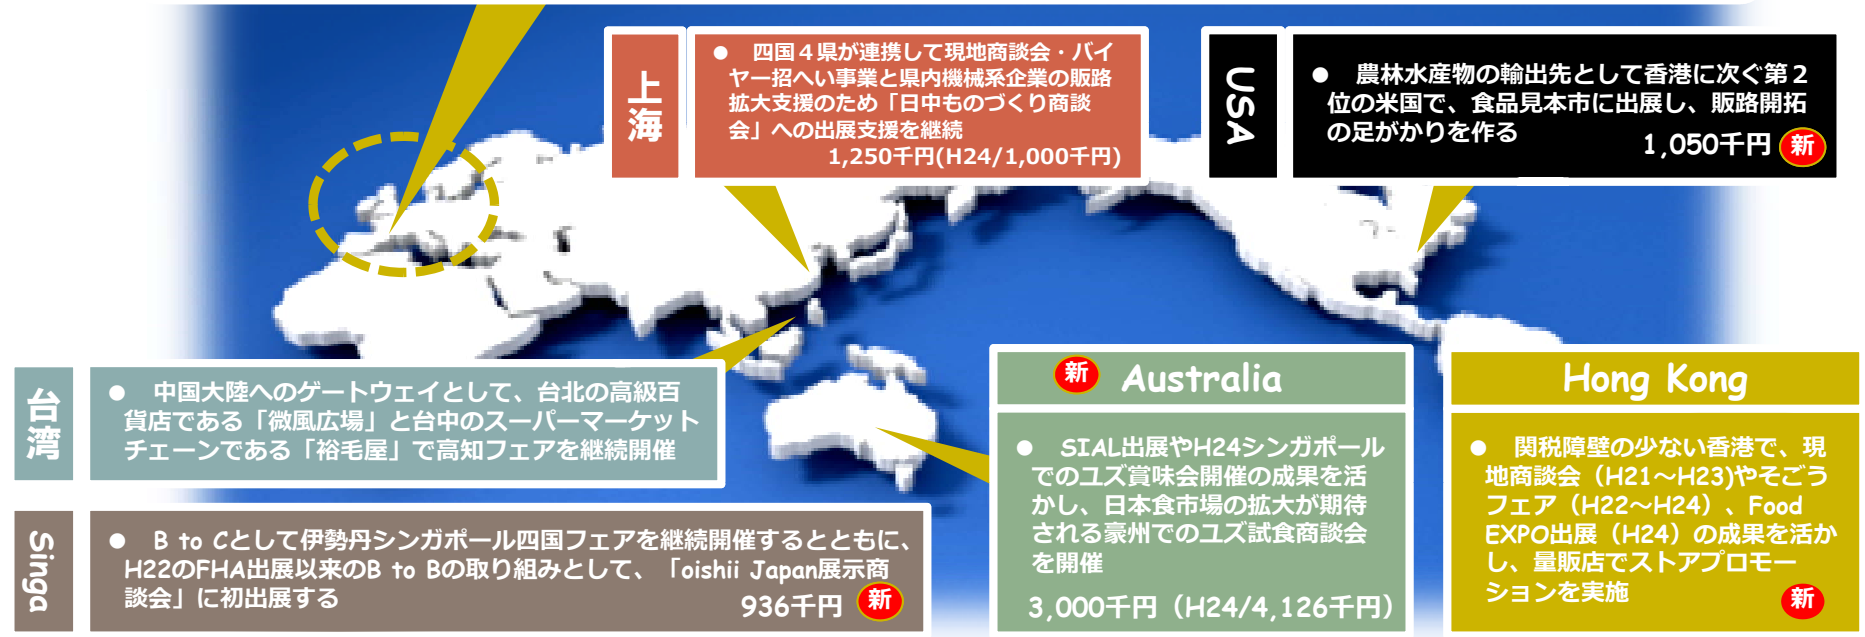 上海
●　四国４県が連携して現地商談会・バイ
ヤー招へい事業と県内機械系企業の販路
拡大支援のため「日中ものづくり商談
会」への出展支援を継続
1,250千円(H24/1,000千円)
USA
●　農林水産物の輸出先として香港に次ぐ第２
位の米国で、食品見本市に出展し、販路開拓
の足がかりを作る
1,050千円 新
台湾
●　中国大陸へのゲートウェイとして、台北の高級百
貨店である「微風広場」と台中のスーパーマーケット
チェーンである「裕毛屋」で高知フェアを継続開催
Singa
●　B to Cとして伊勢丹シンガポール四国フェアを継続開催するとともに、
H22のFHA出展以来のB to Bの取り組みとして、「oishii Japan展示商
談会」に初出展する
936千円 新
新 Australia
●　SIAL出展やH24シンガポール
でのユズ賞味会開催の成果を活
かし、日本食市場の拡大が期待
される豪州でのユズ試食商談会
を開催
3,000千円（H24/4,126千円）
Hong Kong
●　関税障壁の少ない香港で、現
地商談会（H21～H23)やそごう
フェア（H22～H24）、Food
EXPO出展（H24）の成果を活か
し、量販店でストアプロモー
ションを実施
新